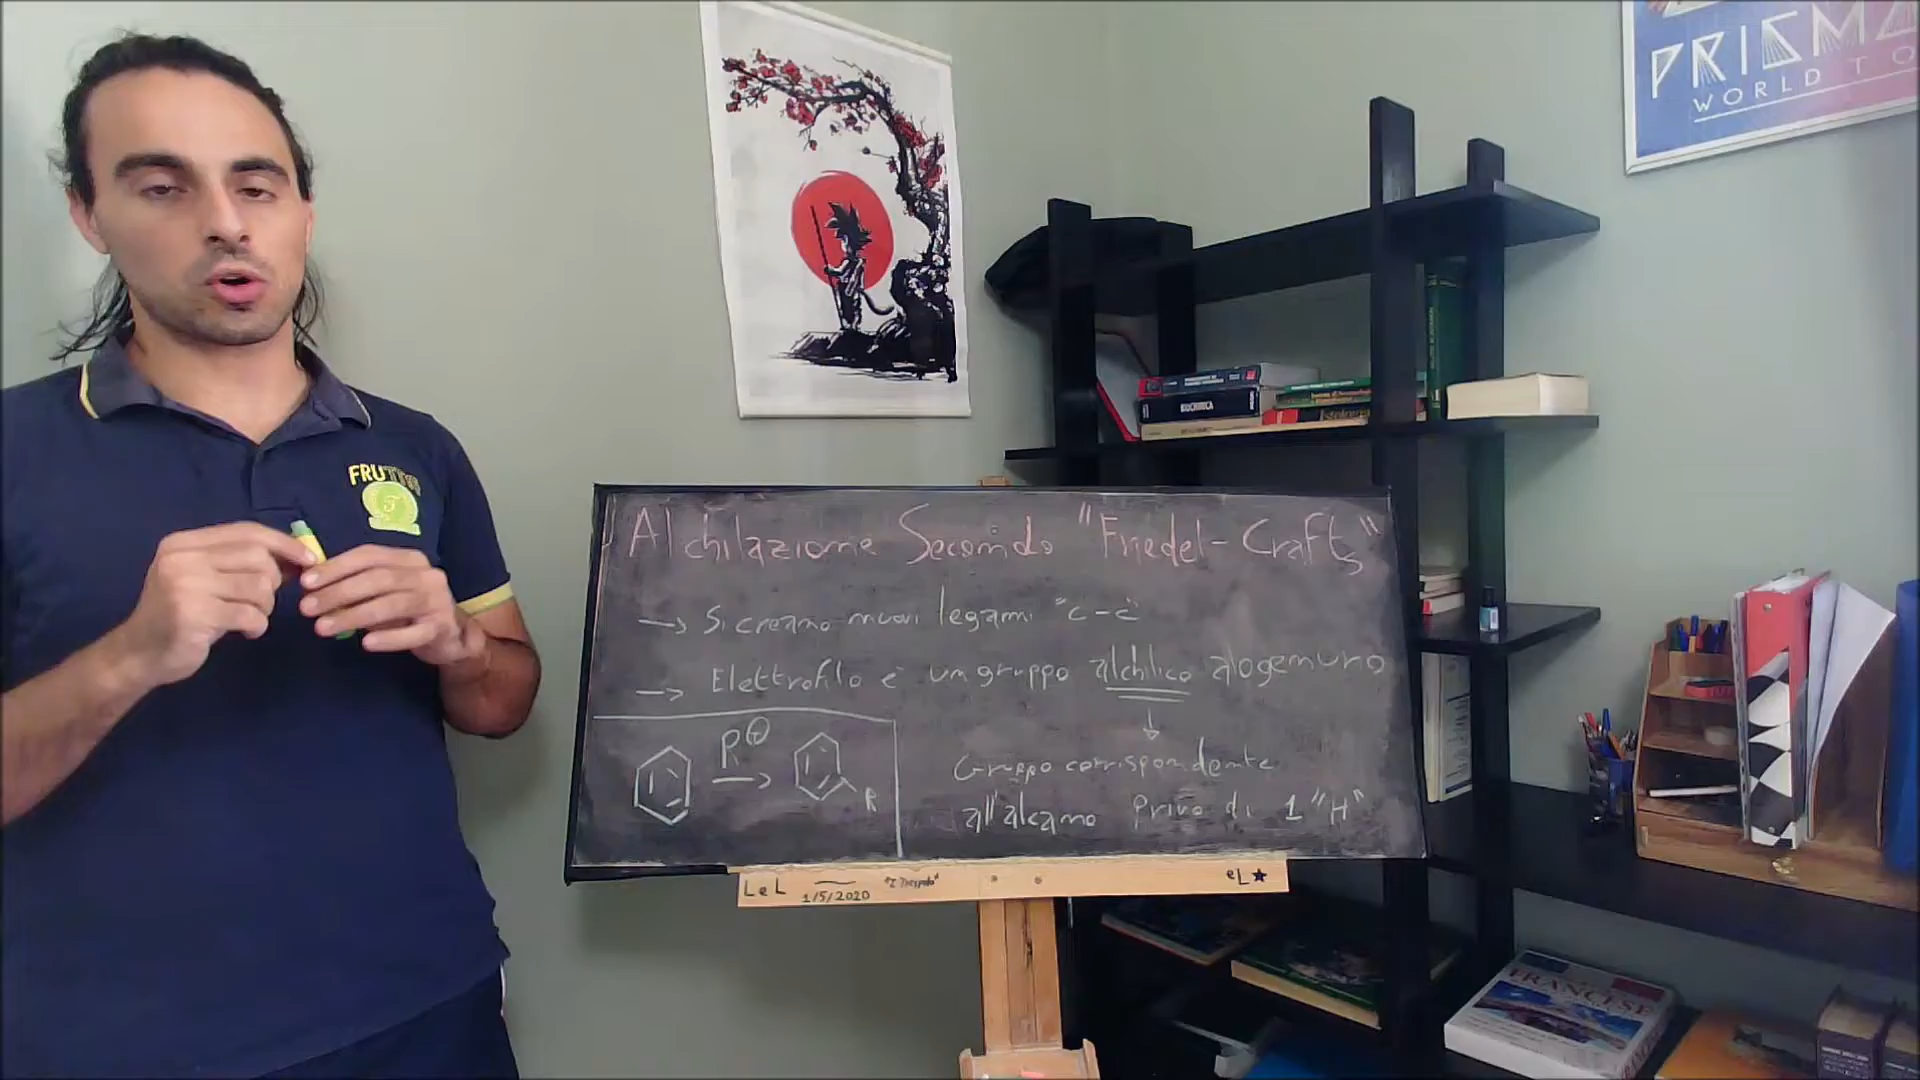 PRISMA
WORLD TO
FRUTTI
BIOCHIMICA
Alchilazione Secondo "Friedel-Crafts"
→ Si creano nuovi legami "C-C"
→ Elettrofilo è un gruppo alchilico alogenuro
R⊕
R
Gruppo corrispondente
all'alcano Privo di 1 "H"
LeL
1/5/2020
eL★
FRANCESE